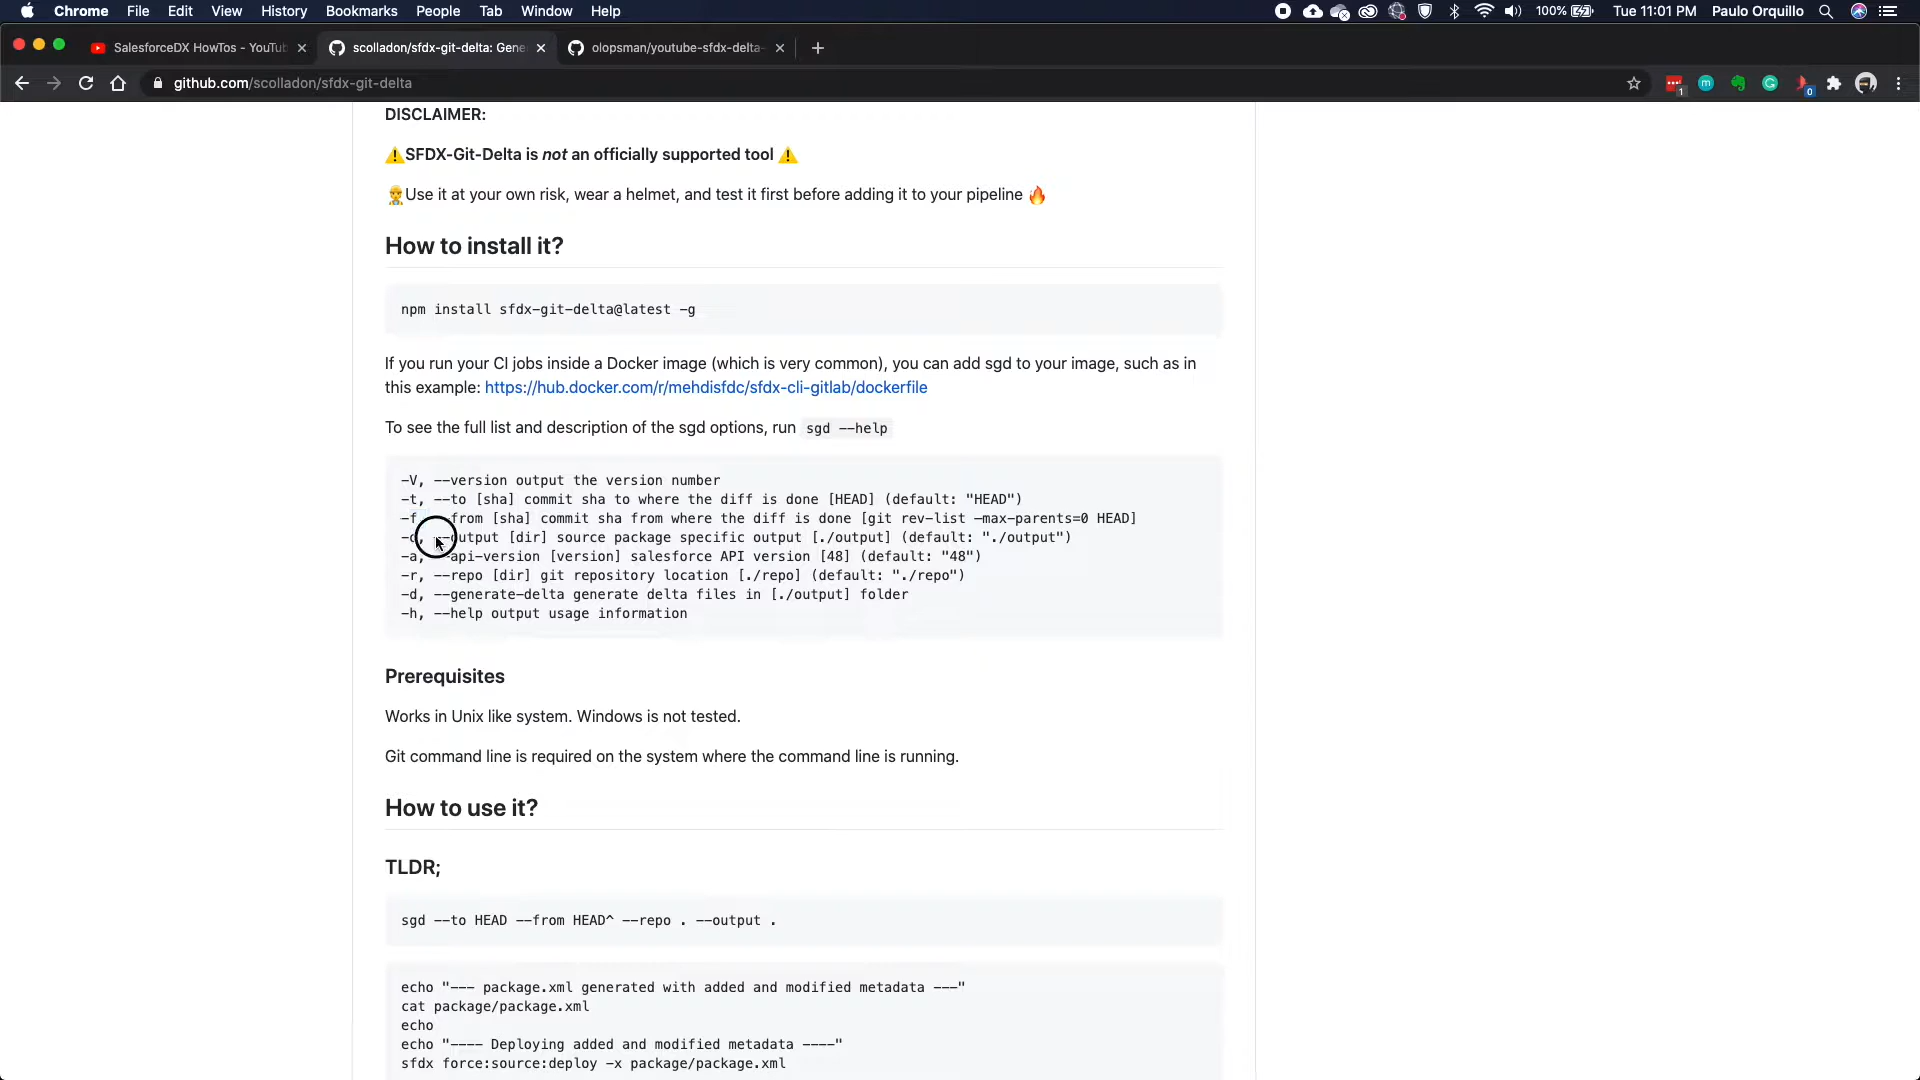 Chrome File Edit View History Bookmarks People Tab Window Help 100% Tue 11:01 PM Paulo Orquillo
SalesforceDX HowTos - YouTub scolladon/sfdx-git-delta: Gene olopsman/youtube-sfdx-delta-
github.com/scolladon/sfdx-git-delta 1 0
DISCLAIMER:
⚠️SFDX-Git-Delta is not an officially supported tool ⚠️
👷Use it at your own risk, wear a helmet, and test it first before adding it to your pipeline 🔥
How to install it?
npm install sfdx-git-delta@latest -g
If you run your CI jobs inside a Docker image (which is very common), you can add sgd to your image, such as in
this example: https://hub.docker.com/r/mehdisfdc/sfdx-cli-gitlab/dockerfile
To see the full list and description of the sgd options, run sgd --help
-V, --version output the version number
-t, --to [sha] commit sha to where the diff is done [HEAD] (default: "HEAD")
-f, --from [sha] commit sha from where the diff is done [git rev-list —max-parents=0 HEAD]
-o, --output [dir] source package specific output [./output] (default: "./output")
-a, --api-version [version] salesforce API version [48] (default: "48")
-r, --repo [dir] git repository location [./repo] (default: "./repo")
-d, --generate-delta generate delta files in [./output] folder
-h, --help output usage information
Prerequisites
Works in Unix like system. Windows is not tested.
Git command line is required on the system where the command line is running.
How to use it?
TLDR;
sgd --to HEAD --from HEAD^ --repo . --output .
echo "--- package.xml generated with added and modified metadata ---"
cat package/package.xml
echo
echo "---- Deploying added and modified metadata ----"
sfdx force:source:deploy -x package/package.xml